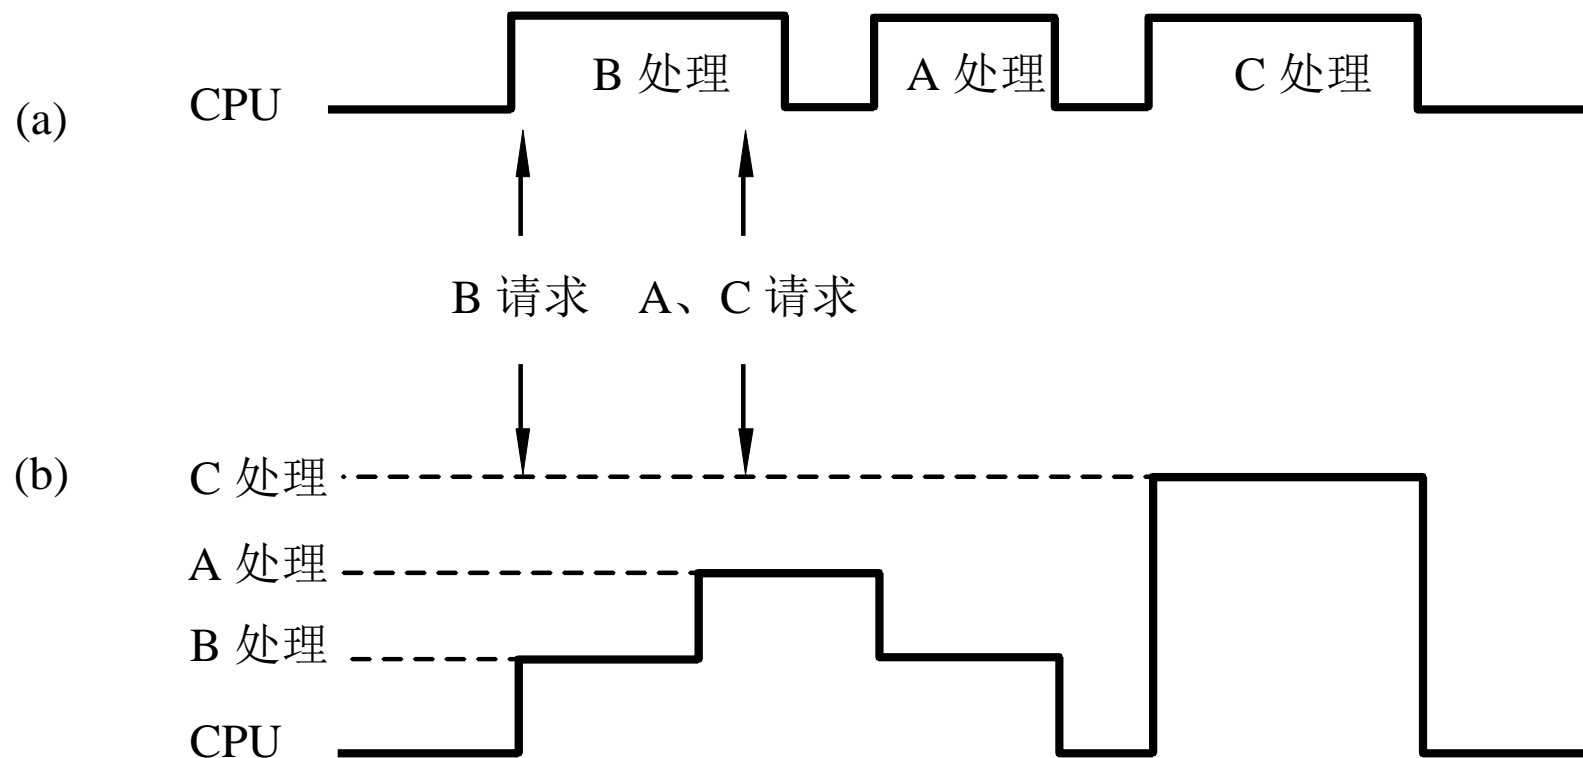 B 处理 A 处理 C 处理
(a) CPU
B 请求 A、C 请求
(b) C 处理
A 处理
B 处理
CPU